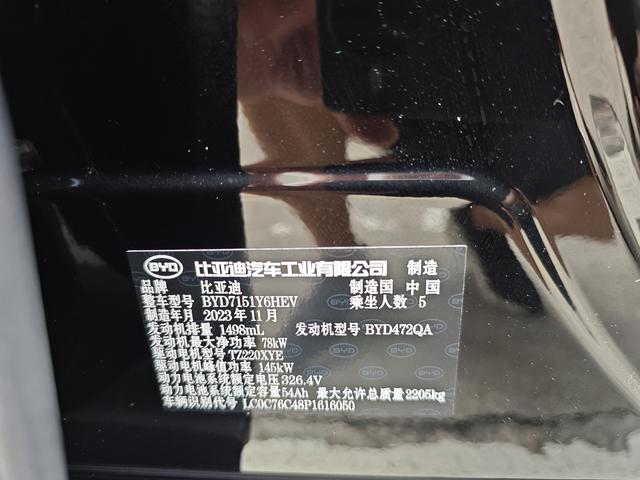 BYD 比亚迪汽车工业有限公司 制造
品牌 比亚迪 制造国 中国
整车型号 BYD7151Y6HEV 乘坐人数 5
制造年月 2023年11月
发动机排量 1498mL 发动机型号 BYD472QA
发动机最大净功率 78kW
驱动电机型号 TZ220XYE
驱动电机峰值功率 145kW
动力电池系统额定电压 326.4V
动力电池系统额定容量 54Ah 最大允许总质量 2205kg
车辆识别代号 LC0C76C48P1616050